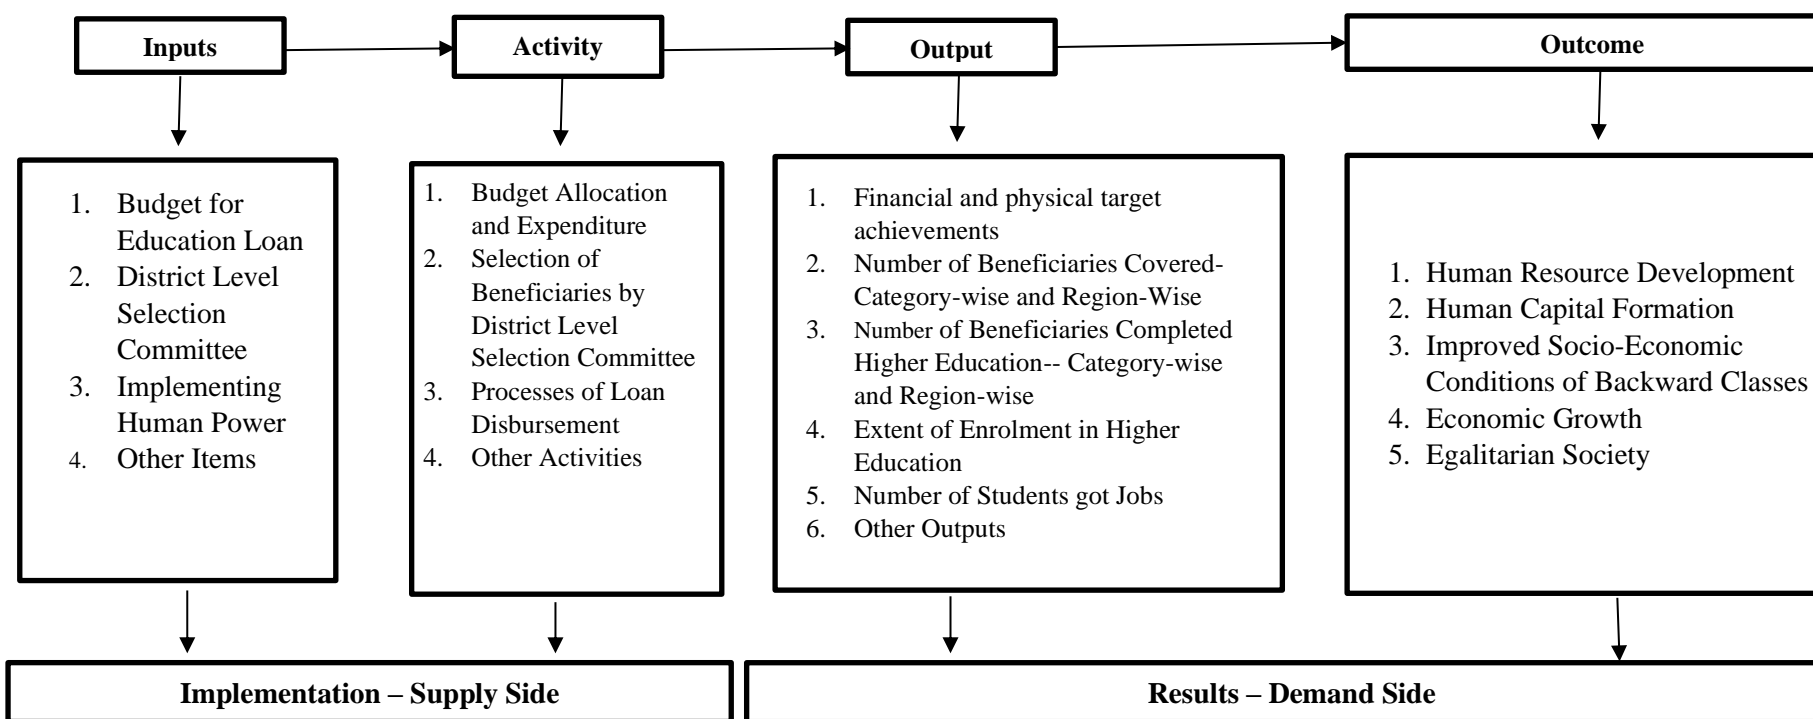 Inputs
Activity
Output
Outcome
1. Budget for
Education Loan
2. District Level
Selection
Committee
3. Implementing
Human Power
4. Other Items
1. Budget Allocation
and Expenditure
2. Selection of
Beneficiaries by
District Level
Selection Committee
3. Processes of Loan
Disbursement
4. Other Activities
1. Financial and physical target
achievements
2. Number of Beneficiaries Covered-
Category-wise and Region-Wise
3. Number of Beneficiaries Completed
Higher Education-- Category-wise
and Region-wise
4. Extent of Enrolment in Higher
Education
5. Number of Students got Jobs
6. Other Outputs
1. Human Resource Development
2. Human Capital Formation
3. Improved Socio-Economic
Conditions of Backward Classes
4. Economic Growth
5. Egalitarian Society
Implementation – Supply Side
Results – Demand Side